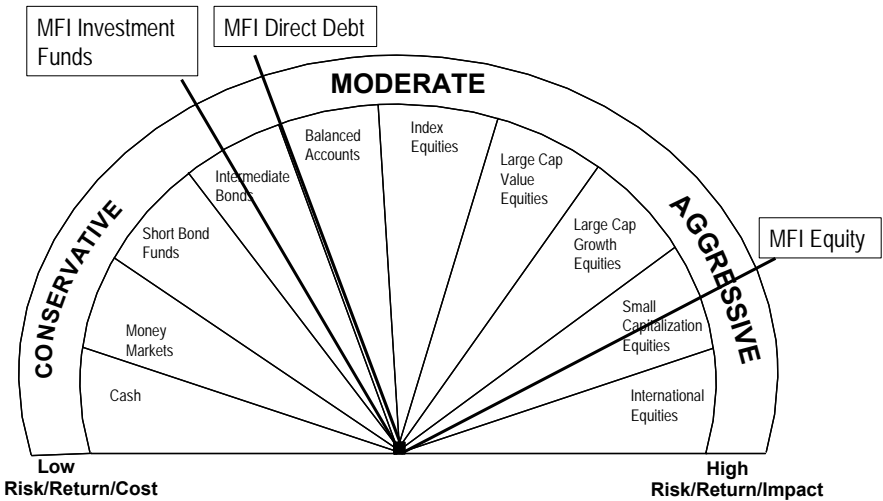 MFI Investment
Funds
MFI Direct Debt
MODERATE
CONSERVATIVE
AGGRESSIVE
MFI Equity
Cash
Money
Markets
Short Bond
Funds
Intermediate
Bonds
Balanced
Accounts
Index
Equities
Large Cap
Value
Equities
Large Cap
Growth
Equities
Small
Capitalization
Equities
International
Equities
Low
Risk/Return/Cost
High
Risk/Return/Impact